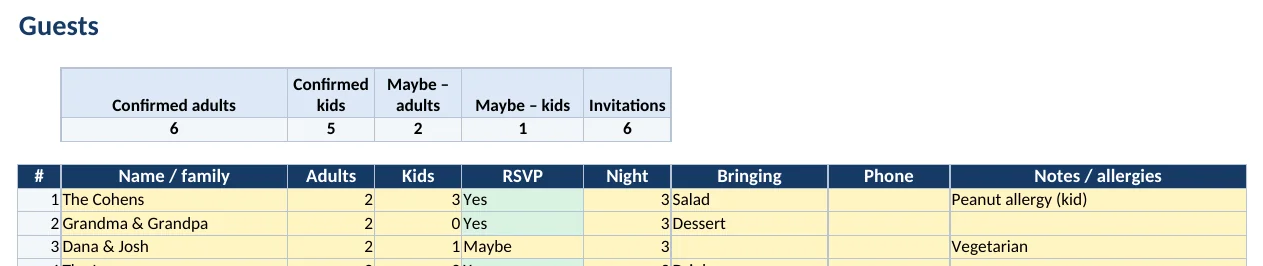 Guests
Confirmed adults Confirmed kids Maybe – adults Maybe – kids Invitations
6 5 2 1 6
# Name / family Adults Kids RSVP Night Bringing Phone Notes / allergies
1 The Cohens 2 3 Yes 3 Salad Peanut allergy (kid)
2 Grandma & Grandpa 2 0 Yes 3 Dessert
3 Dana & Josh 2 1 Maybe 3 Vegetarian